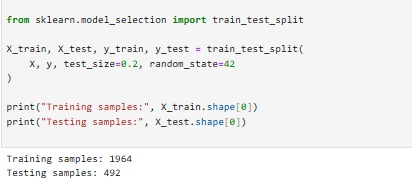 from sklearn.model_selection import train_test_split
X_train, X_test, y_train, y_test = train_test_split(
    X, y, test_size=0.2, random_state=42
)
print("Training samples:", X_train.shape[0])
print("Testing samples:", X_test.shape[0])
Training samples: 1964
Testing samples: 492